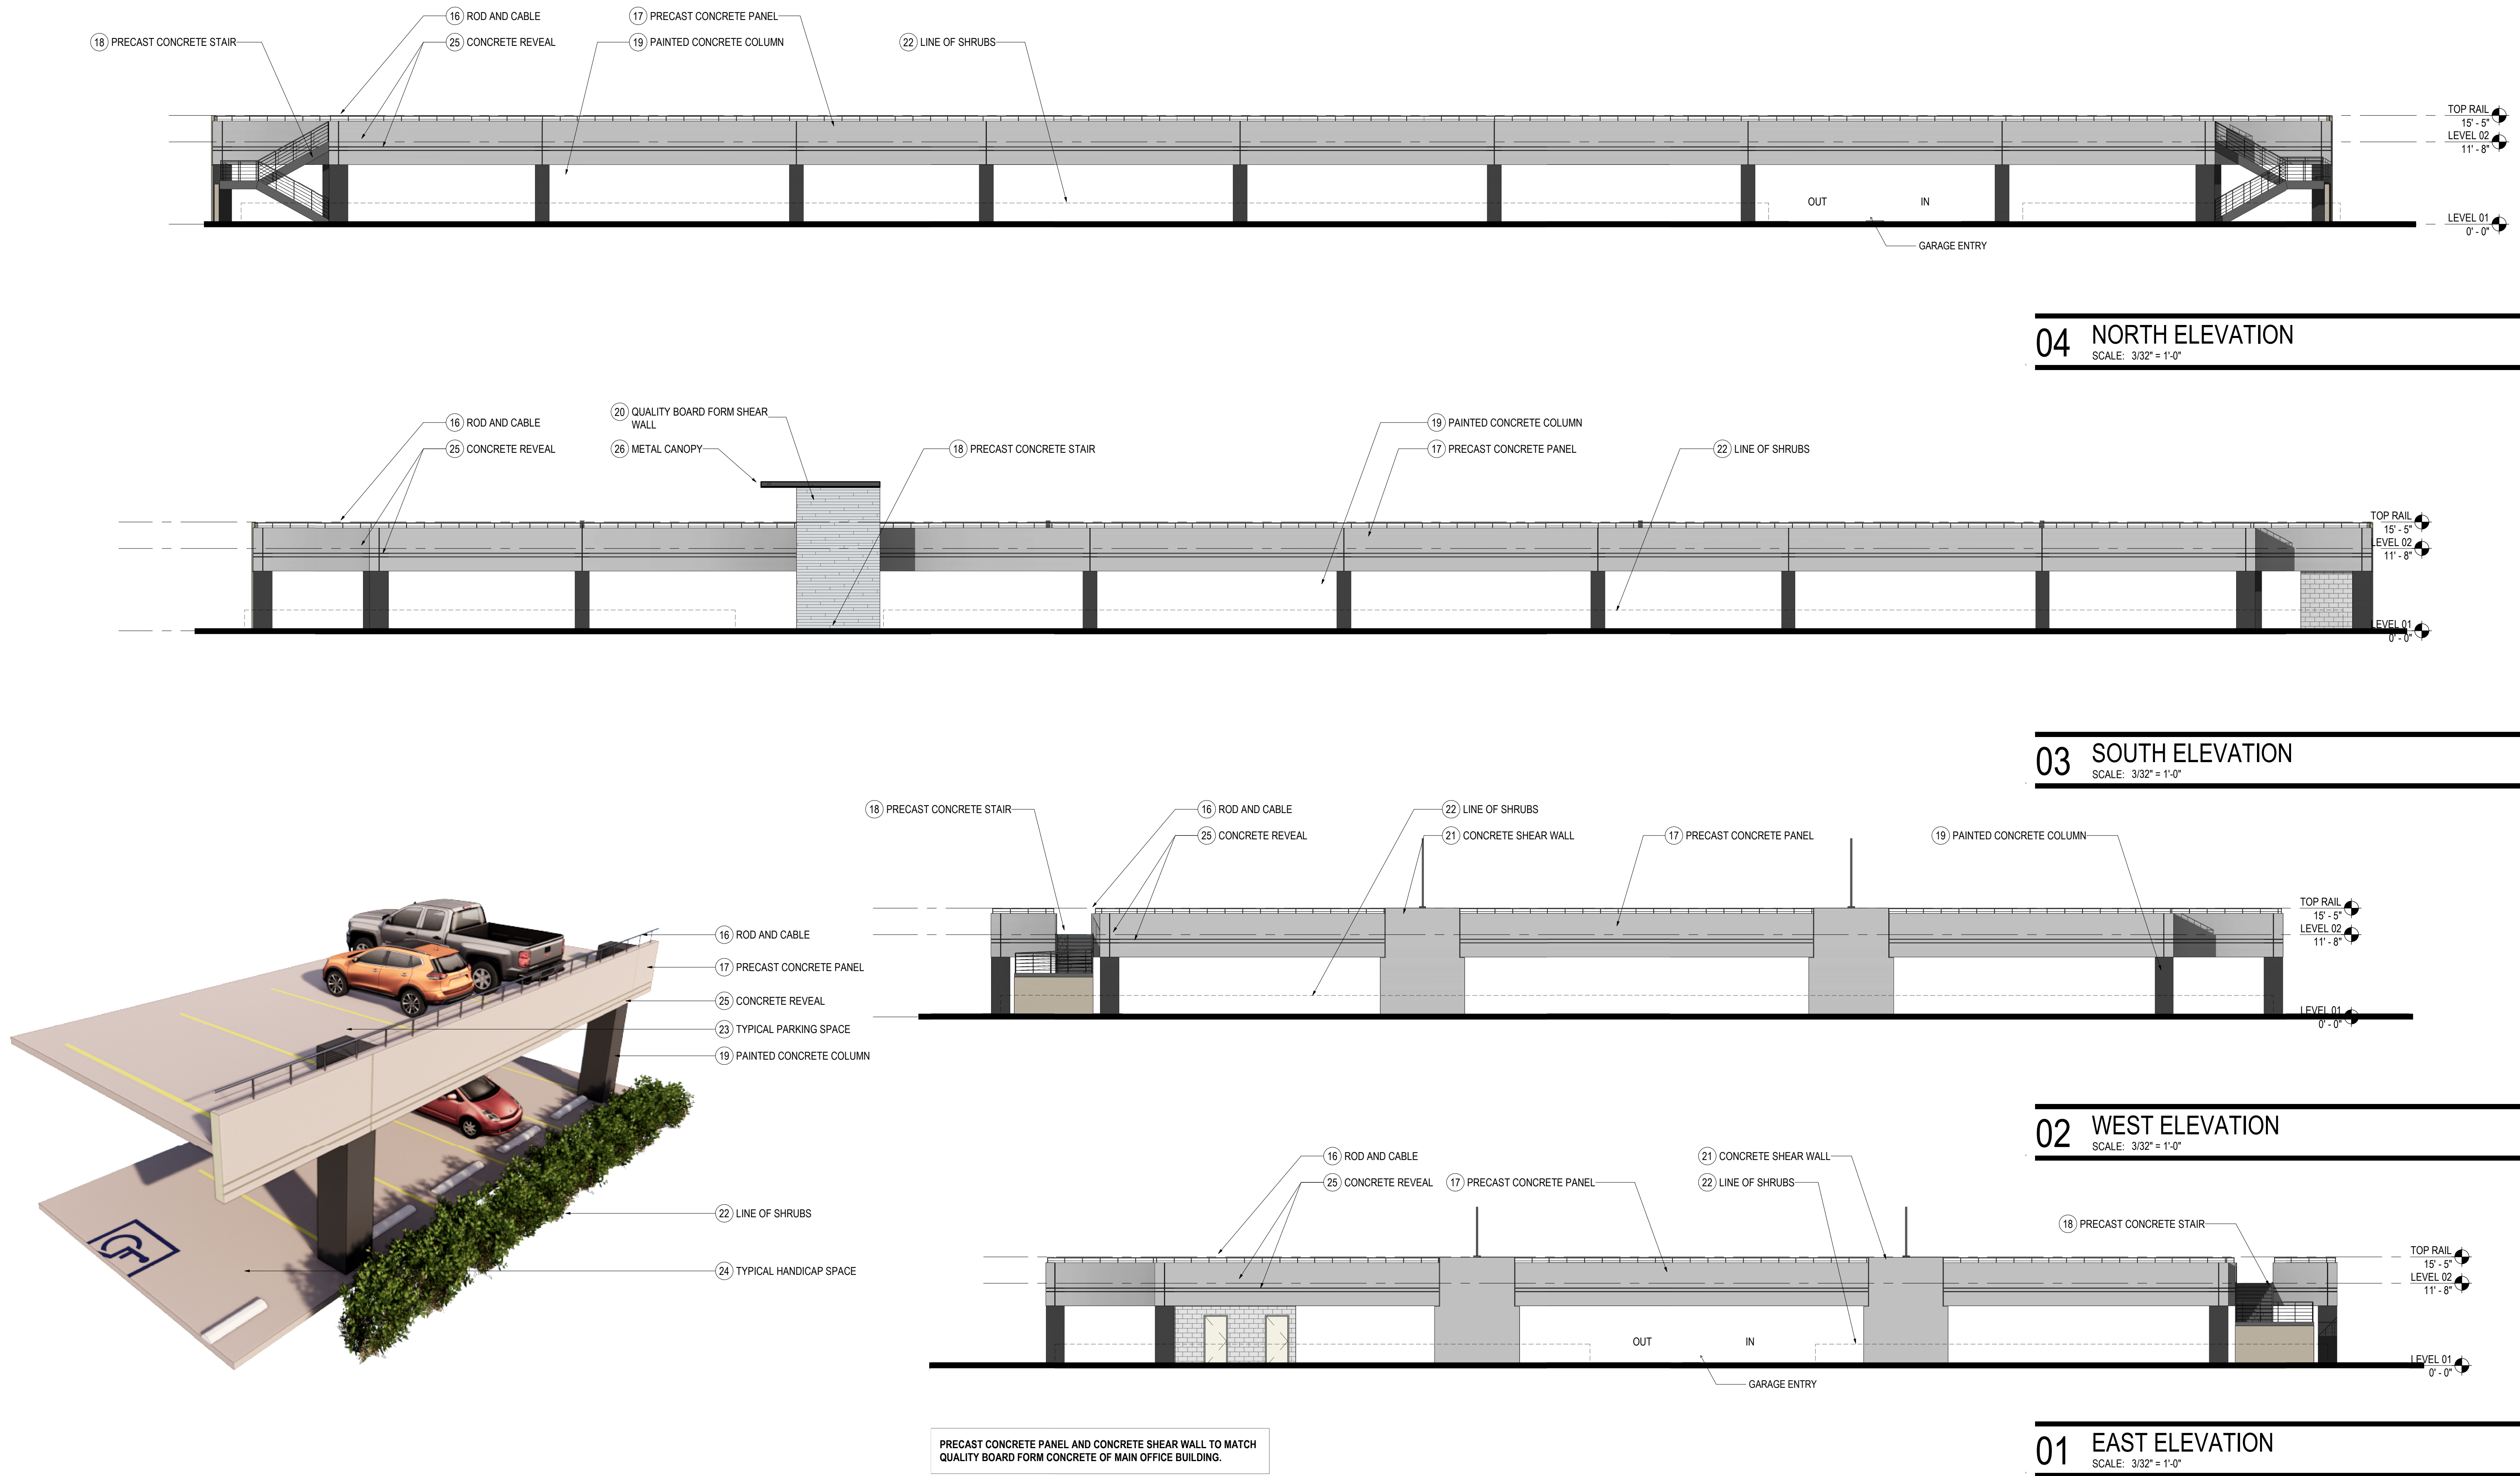 16 ROD AND CABLE
17 PRECAST CONCRETE PANEL
18 PRECAST CONCRETE STAIR
25 CONCRETE REVEAL
19 PAINTED CONCRETE COLUMN
22 LINE OF SHRUBS
TOP RAIL
15' - 5"
LEVEL 02
11' - 8"
OUT
IN
LEVEL 01
0' - 0"
GARAGE ENTRY
04 NORTH ELEVATION
SCALE: 3/32" = 1'-0"
20 QUALITY BOARD FORM SHEAR
WALL
16 ROD AND CABLE
19 PAINTED CONCRETE COLUMN
25 CONCRETE REVEAL
26 METAL CANOPY
18 PRECAST CONCRETE STAIR
17 PRECAST CONCRETE PANEL
22 LINE OF SHRUBS
TOP RAIL
15' - 5"
LEVEL 02
11' - 8"
LEVEL 01
0' - 0"
03 SOUTH ELEVATION
SCALE: 3/32" = 1'-0"
18 PRECAST CONCRETE STAIR
16 ROD AND CABLE
22 LINE OF SHRUBS
25 CONCRETE REVEAL
21 CONCRETE SHEAR WALL
17 PRECAST CONCRETE PANEL
19 PAINTED CONCRETE COLUMN
TOP RAIL
15' - 5"
LEVEL 02
11' - 8"
LEVEL 01
0' - 0"
02 WEST ELEVATION
SCALE: 3/32" = 1'-0"
16 ROD AND CABLE
17 PRECAST CONCRETE PANEL
25 CONCRETE REVEAL
23 TYPICAL PARKING SPACE
19 PAINTED CONCRETE COLUMN
22 LINE OF SHRUBS
24 TYPICAL HANDICAP SPACE
16 ROD AND CABLE
21 CONCRETE SHEAR WALL
25 CONCRETE REVEAL
17 PRECAST CONCRETE PANEL
22 LINE OF SHRUBS
18 PRECAST CONCRETE STAIR
TOP RAIL
15' - 5"
LEVEL 02
11' - 8"
OUT
IN
LEVEL 01
0' - 0"
GARAGE ENTRY
PRECAST CONCRETE PANEL AND CONCRETE SHEAR WALL TO MATCH
QUALITY BOARD FORM CONCRETE OF MAIN OFFICE BUILDING.
01 EAST ELEVATION
SCALE: 3/32" = 1'-0"